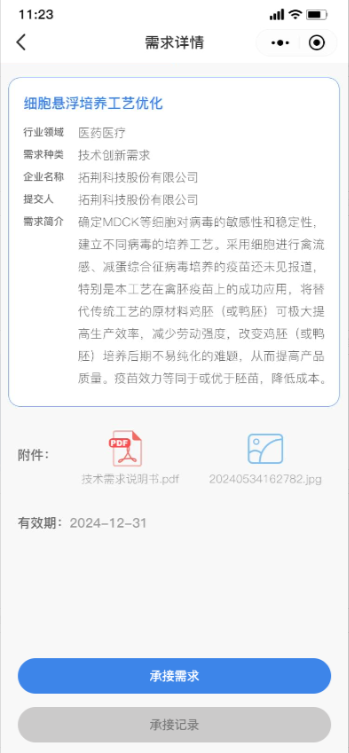 11:23
需求详情
细胞悬浮培养工艺优化
行业领域 医药医疗
需求种类 技术创新需求
企业名称 拓荆科技股份有限公司
提交人 拓荆科技股份有限公司
需求简介 确定MDCK等细胞对病毒的敏感性和稳定性，
建立不同病毒的培养工艺。采用细胞进行禽流
感、减蛋综合征病毒培养的疫苗还未见报道，
特别是本工艺在禽胚疫苗上的成功应用，将替
代传统工艺的原材料鸡胚（或鸭胚）可极大提
高生产效率，减少劳动强度，改变鸡胚（或鸭
胚）培养后期不易纯化的难题，从而提高产品
质量。疫苗效力等同于或优于胚苗，降低成本。
附件：
PDF
技术需求说明书.pdf 20240534162782.jpg
有效期：2024-12-31
承接需求
承接记录